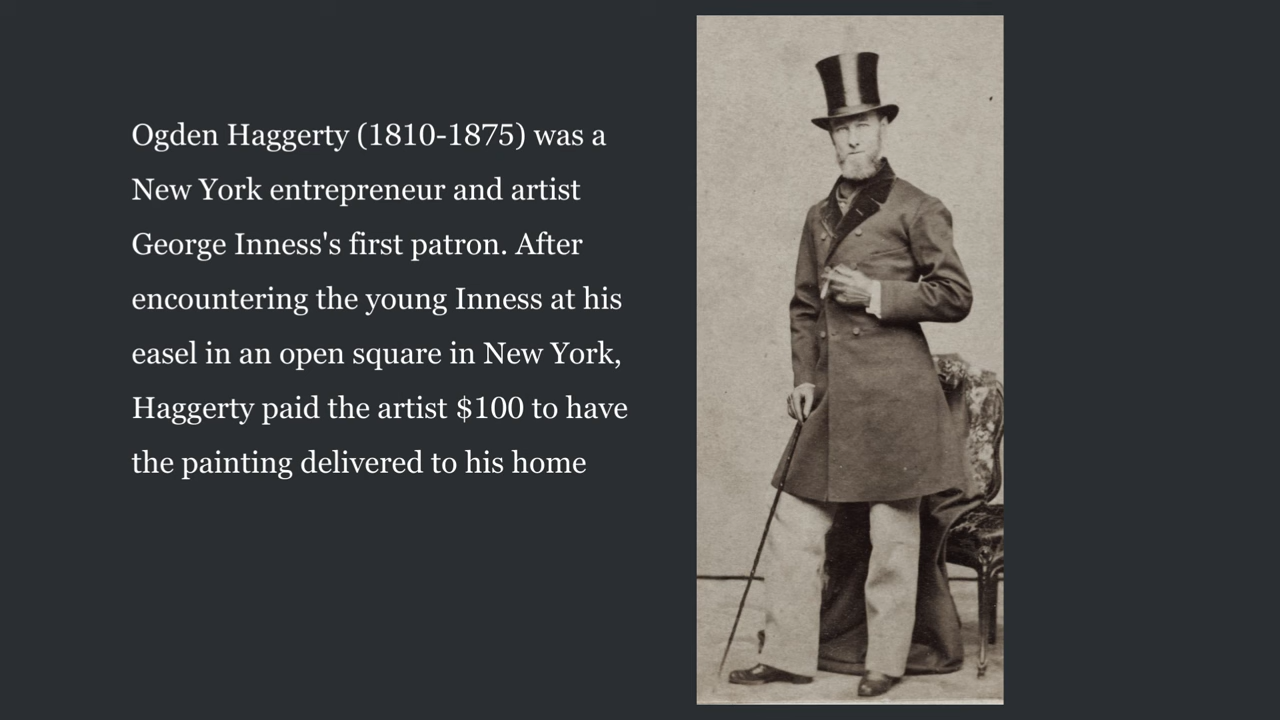 Ogden Haggerty (1810-1875) was a
New York entrepreneur and artist
George Inness's first patron. After
encountering the young Inness at his
easel in an open square in New York,
Haggerty paid the artist $100 to have
the painting delivered to his home